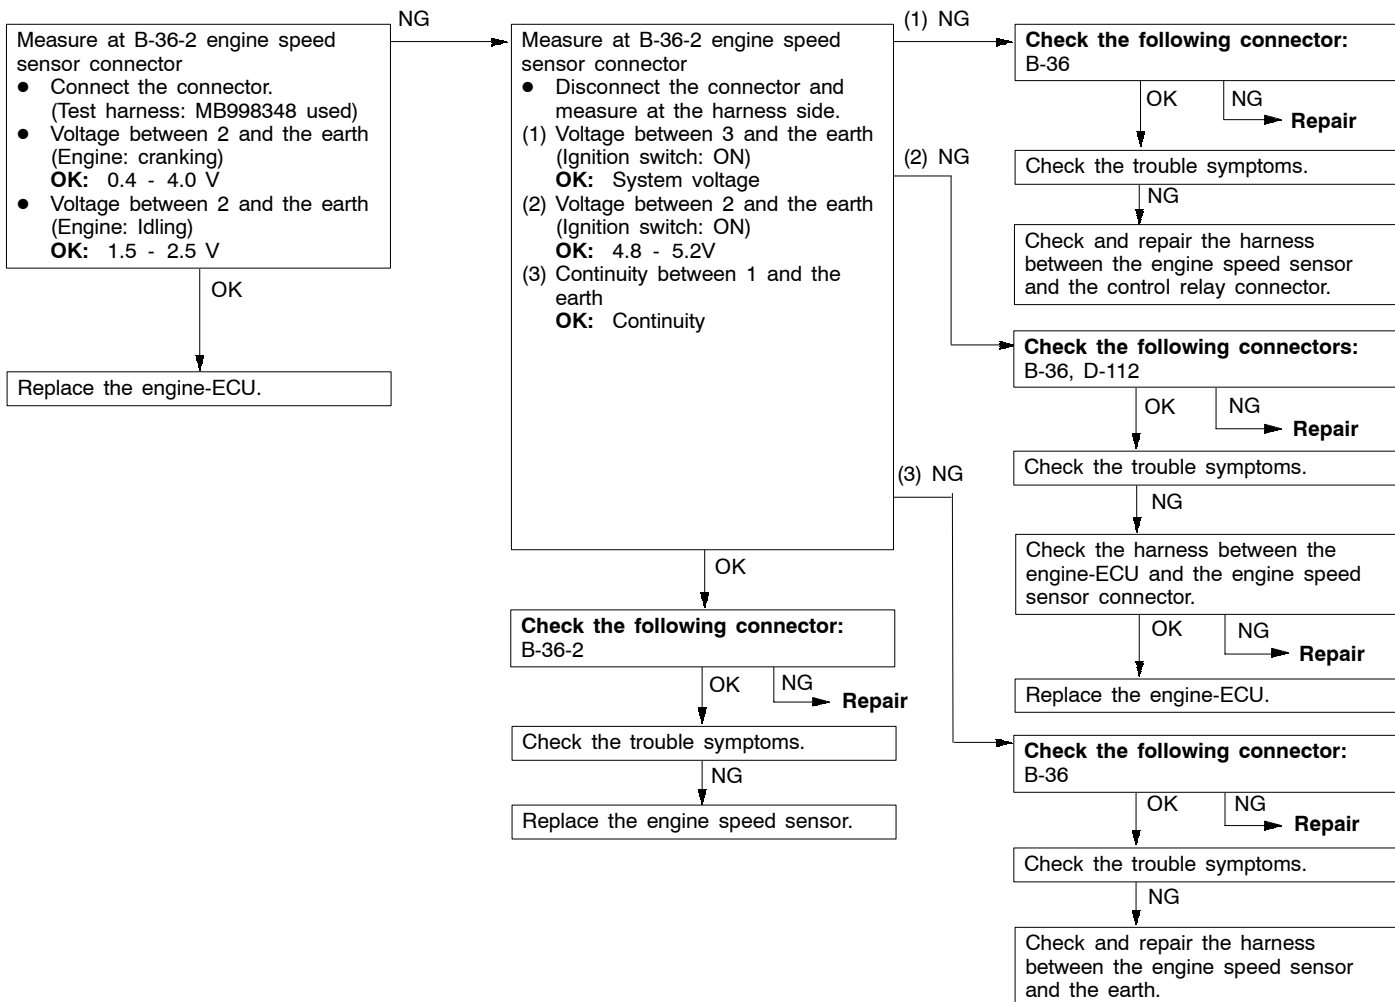 NG
Measure at B-36-2 engine speed
sensor connector
● Connect the connector.
(Test harness: MB998348 used)
● Voltage between 2 and the earth
(Engine: cranking)
OK: 0.4 - 4.0 V
● Voltage between 2 and the earth
(Engine: Idling)
OK: 1.5 - 2.5 V
OK
Replace the engine-ECU.
Measure at B-36-2 engine speed
sensor connector
● Disconnect the connector and
measure at the harness side.
(1) Voltage between 3 and the earth
(Ignition switch: ON)
OK: System voltage
(2) Voltage between 2 and the earth
(Ignition switch: ON)
OK: 4.8 - 5.2V
(3) Continuity between 1 and the
earth
OK: Continuity
OK
Check the following connector:
B-36-2
OK
NG
Repair
Check the trouble symptoms.
NG
Replace the engine speed sensor.
(1) NG
Check the following connector:
B-36
OK
NG
Repair
Check the trouble symptoms.
NG
Check and repair the harness
between the engine speed sensor
and the control relay connector.
(2) NG
Check the following connectors:
B-36, D-112
OK
NG
Repair
Check the trouble symptoms.
NG
Check the harness between the
engine-ECU and the engine speed
sensor connector.
OK
NG
Repair
Replace the engine-ECU.
(3) NG
Check the following connector:
B-36
OK
NG
Repair
Check the trouble symptoms.
NG
Check and repair the harness
between the engine speed sensor
and the earth.